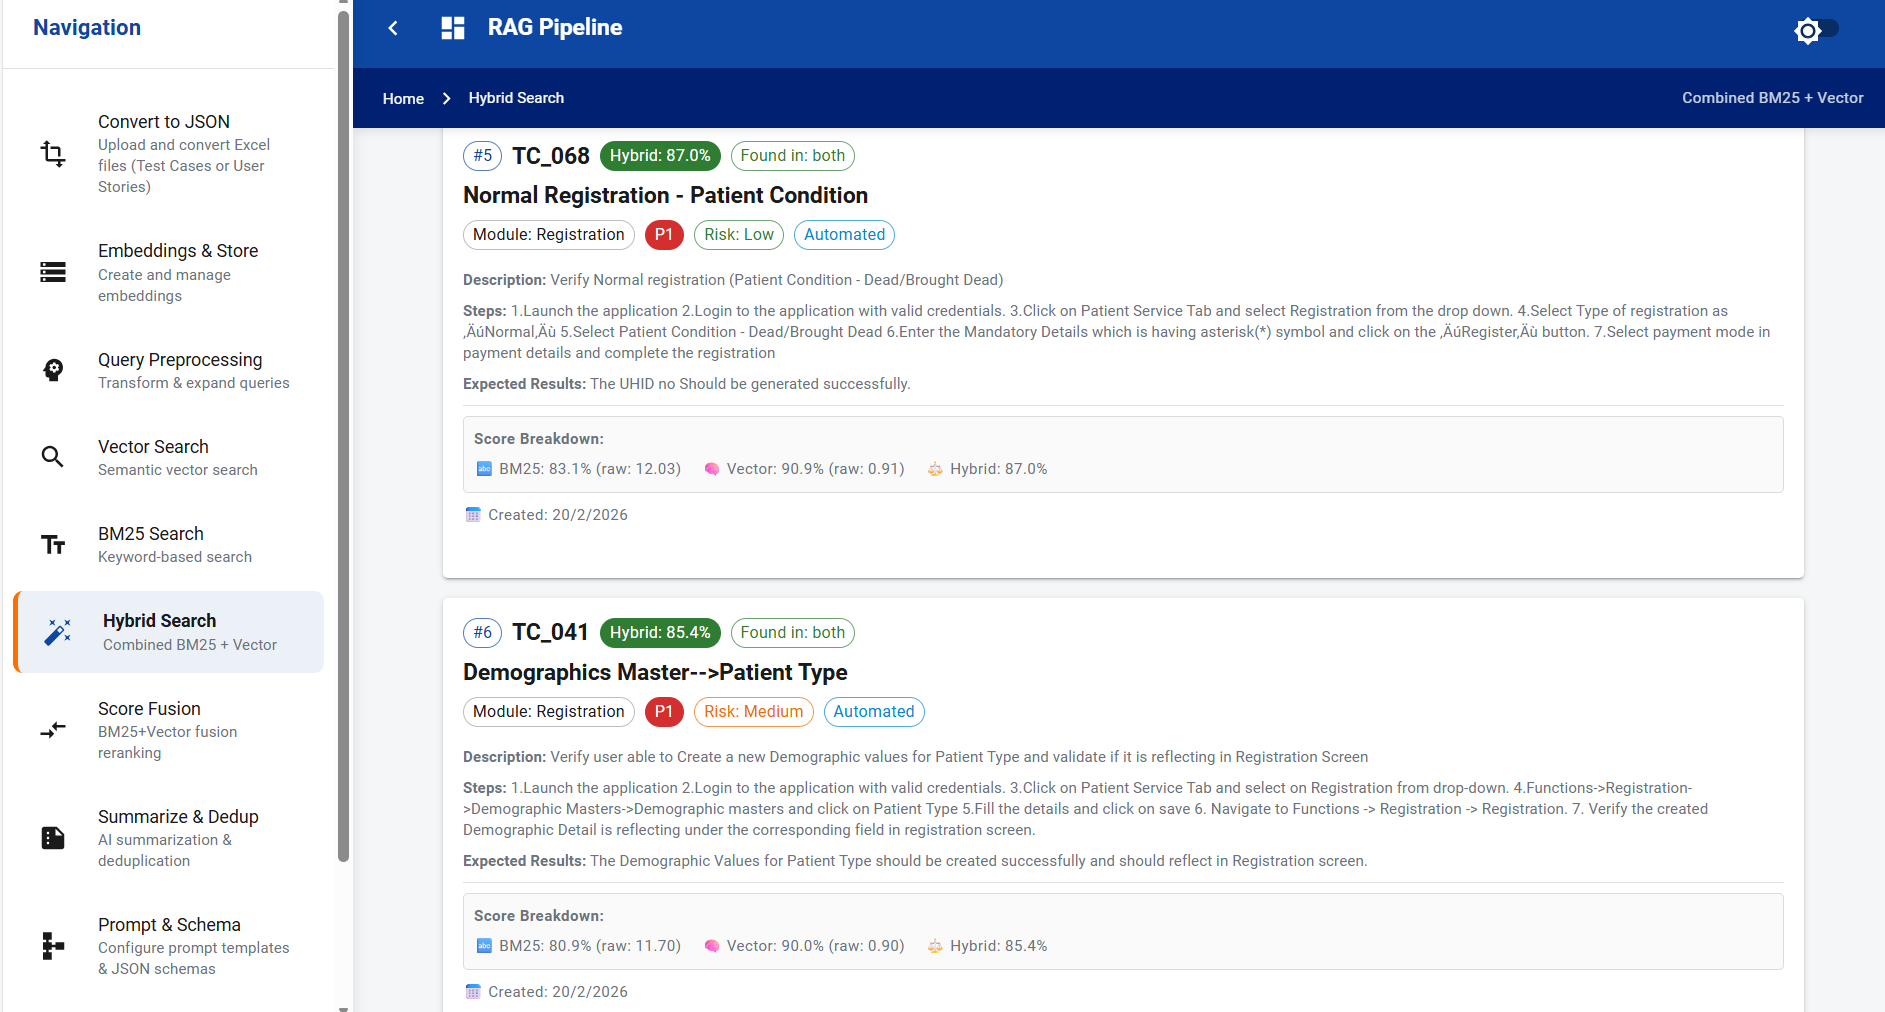 Navigation
Convert to JSON
Upload and convert Excel
files (Test Cases or User
Stories)
Embeddings & Store
Create and manage
embeddings
Query Preprocessing
Transform & expand queries
Vector Search
Semantic vector search
BM25 Search
Keyword-based search
Hybrid Search
Combined BM25 + Vector
Score Fusion
BM25+Vector fusion
reranking
Summarize & Dedup
AI summarization &
deduplication
Prompt & Schema
Configure prompt templates
& JSON schemas
RAG Pipeline
Home > Hybrid Search
Combined BM25 + Vector
#5 TC_068 Hybrid: 87.0% Found in: both
Normal Registration - Patient Condition
Module: Registration P1 Risk: Low Automated
Description: Verify Normal registration (Patient Condition - Dead/Brought Dead)
Steps: 1.Launch the application 2.Login to the application with valid credentials. 3.Click on Patient Service Tab and select Registration from the drop down. 4.Select Type of registration as
‚ÄúNormal‚Äù 5.Select Patient Condition - Dead/Brought Dead 6.Enter the Mandatory Details which is having asterisk(*) symbol and click on the ‚ÄúRegister‚Äù button. 7.Select payment mode in
payment details and complete the registration
Expected Results: The UHID no Should be generated successfully.
Score Breakdown:
abc BM25: 83.1% (raw: 12.03) Vector: 90.9% (raw: 0.91) Hybrid: 87.0%
Created: 20/2/2026
#6 TC_041 Hybrid: 85.4% Found in: both
Demographics Master-->Patient Type
Module: Registration P1 Risk: Medium Automated
Description: Verify user able to Create a new Demographic values for Patient Type and validate if it is reflecting in Registration Screen
Steps: 1.Launch the application 2.Login to the application with valid credentials. 3.Click on Patient Service Tab and select on Registration from drop-down. 4.Functions->Registration-
>Demographic Masters->Demographic masters and click on Patient Type 5.Fill the details and click on save 6. Navigate to Functions -> Registration -> Registration. 7. Verify the created
Demographic Detail is reflecting under the corresponding field in registration screen.
Expected Results: The Demographic Values for Patient Type should be created successfully and should reflect in Registration screen.
Score Breakdown:
abc BM25: 80.9% (raw: 11.70) Vector: 90.0% (raw: 0.90) Hybrid: 85.4%
Created: 20/2/2026